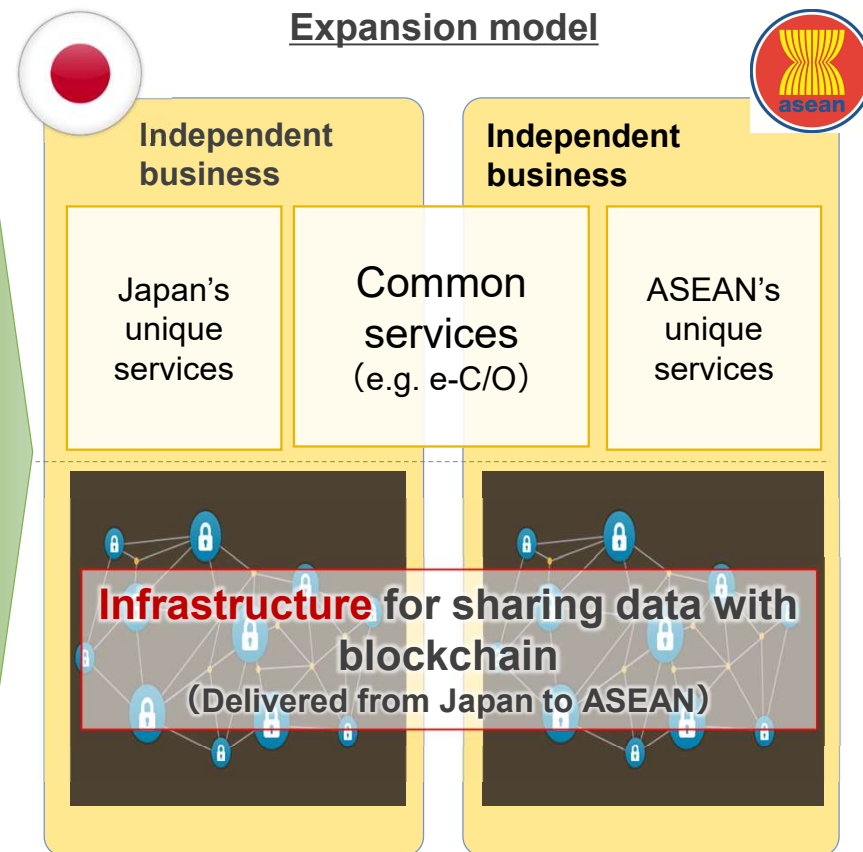 Expansion model
asean
Independent
business
Independent
business
Japan’s
unique
services
Common
services
（e.g. e-C/O）
ASEAN’s
unique
services
Infrastructure for sharing data with
blockchain
（Delivered from Japan to ASEAN）